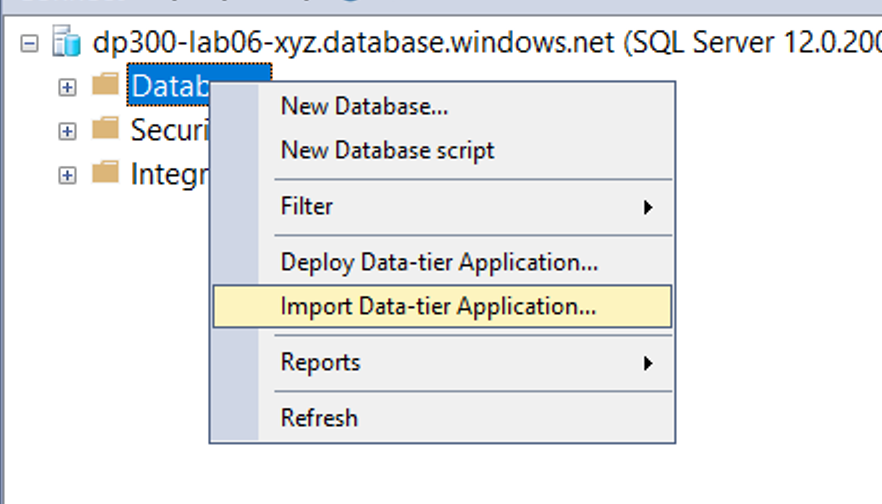 dp300-lab06-xyz.database.windows.net (SQL Server 12.0.200
Datab
New Database...
Securi
New Database script
Integr
Filter
Deploy Data-tier Application...
Import Data-tier Application...
Reports
Refresh